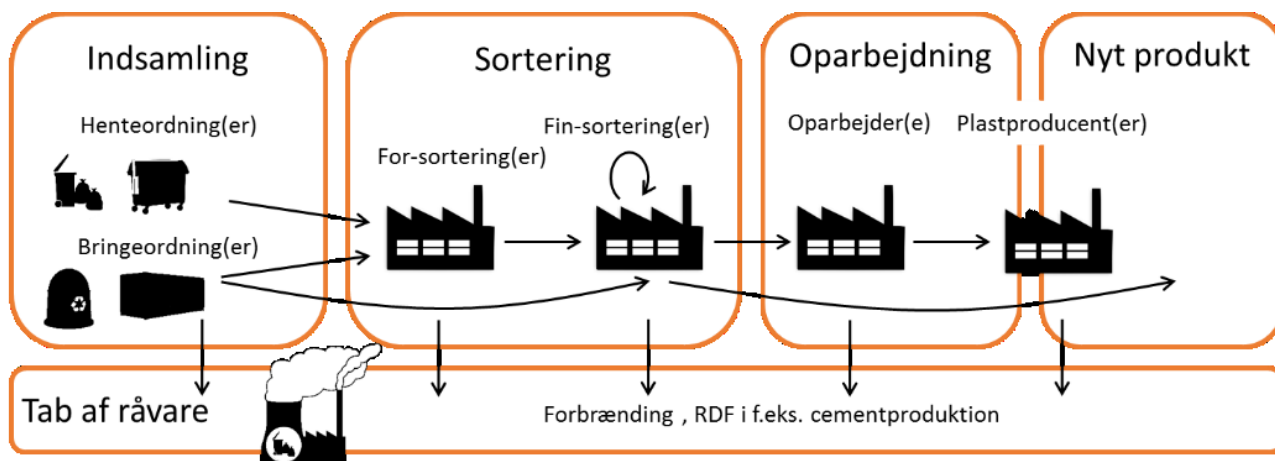 Indsamling
Sortering
Oparbejdning
Nyt produkt
Henteordning(er)
Fin-sortering(er)
Oparbejder(e)
Plastproducent(er)
For-sortering(er)
Bringeordning(er)
Tab af råvare
Forbrænding , RDF i f.eks. cementproduktion